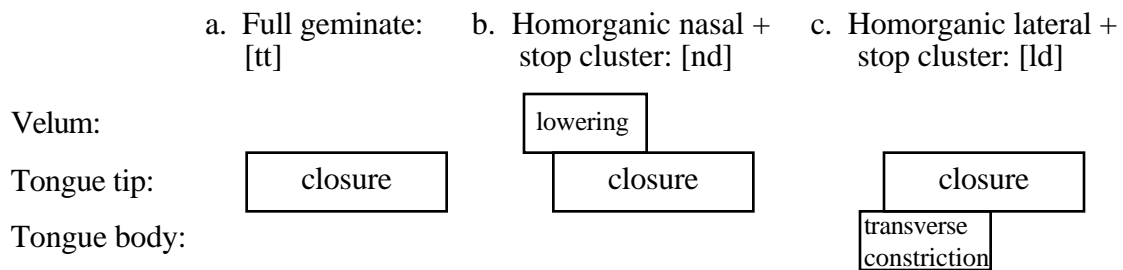 a. Full geminate: b. Homorganic nasal + c. Homorganic lateral +
[tt] stop cluster: [nd] stop cluster: [ld]
Velum: lowering
Tongue tip: closure closure closure
Tongue body: transverse
constriction